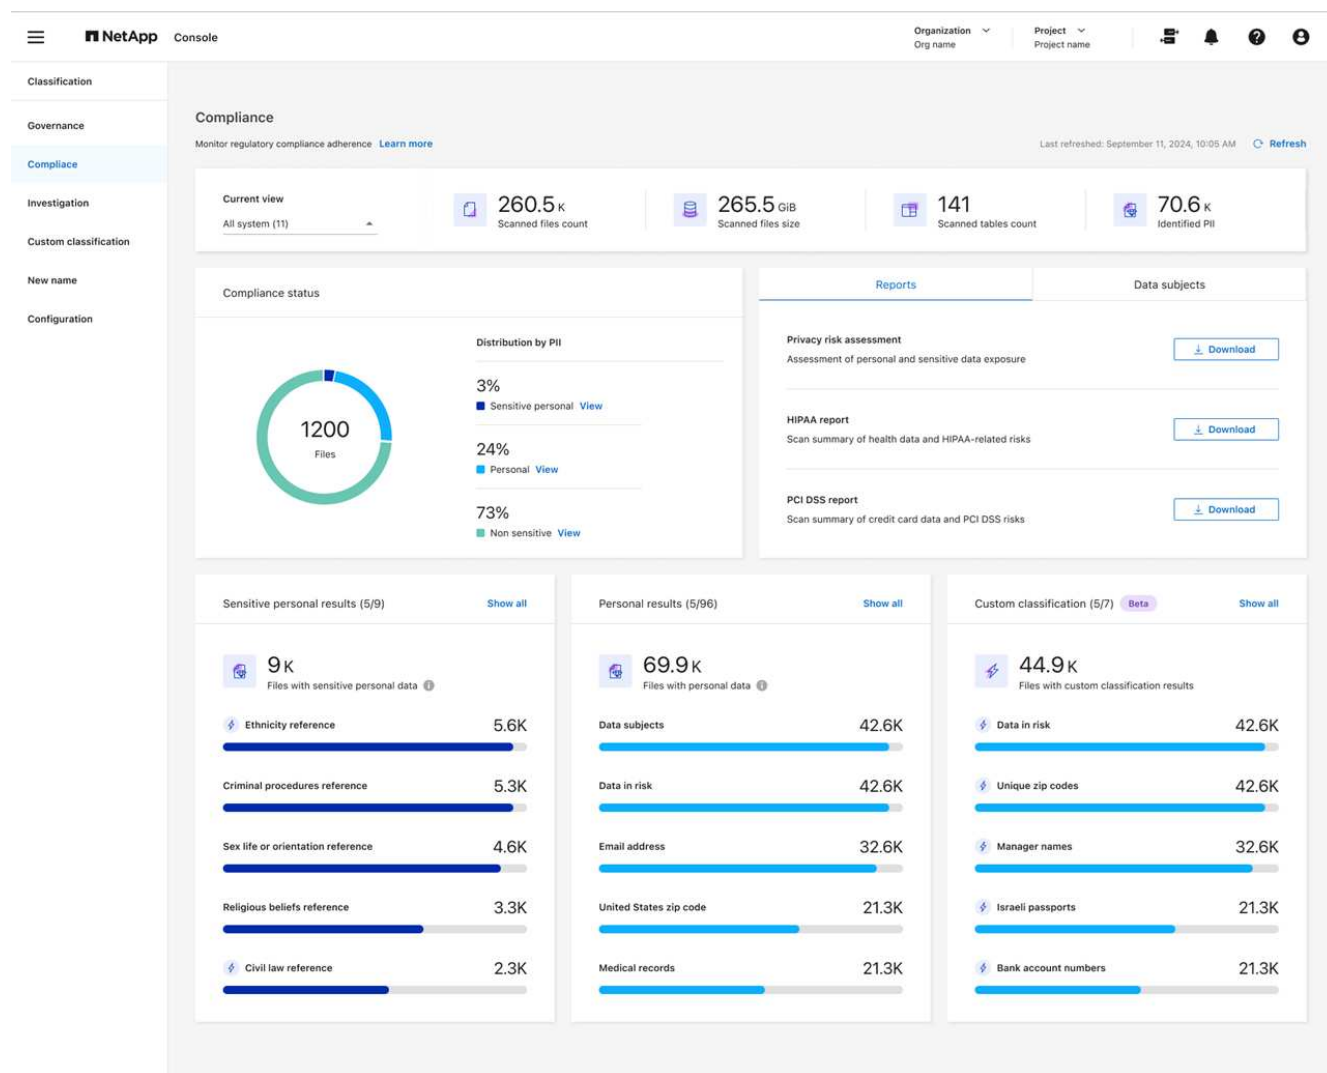 NetApp Console
Organization
Org name
Project
Project name
Classification
Governance
Compliace
Investigation
Custom classification
New name
Configuration
Compliance
Monitor regulatory compliance adherence Learn more
Last refreshed: September 11, 2024, 10:05 AM Refresh
Current view
All system (11)
260.5 K
Scanned files count
265.5 GiB
Scanned files size
141
Scanned tables count
70.6 K
Identified PII
Compliance status
1200
Files
Distribution by PII
3%
Sensitive personal View
24%
Personal View
73%
Non sensitive View
Reports
Data subjects
Privacy risk assessment
Assessment of personal and sensitive data exposure
Download
HIPAA report
Scan summary of health data and HIPAA-related risks
Download
PCI DSS report
Scan summary of credit card data and PCI DSS risks
Download
Sensitive personal results (5/9) Show all
9 K
Files with sensitive personal data
Ethnicity reference 5.6K
Criminal procedures reference 5.3K
Sex life or orientation reference 4.6K
Religious beliefs reference 3.3K
Civil law reference 2.3K
Personal results (5/96) Show all
69.9 K
Files with personal data
Data subjects 42.6K
Data in risk 42.6K
Email address 32.6K
United States zip code 21.3K
Medical records 21.3K
Custom classification (5/7) Beta Show all
44.9 K
Files with custom classification results
Data in risk 42.6K
Unique zip codes 42.6K
Manager names 32.6K
Israeli passports 21.3K
Bank account numbers 21.3K